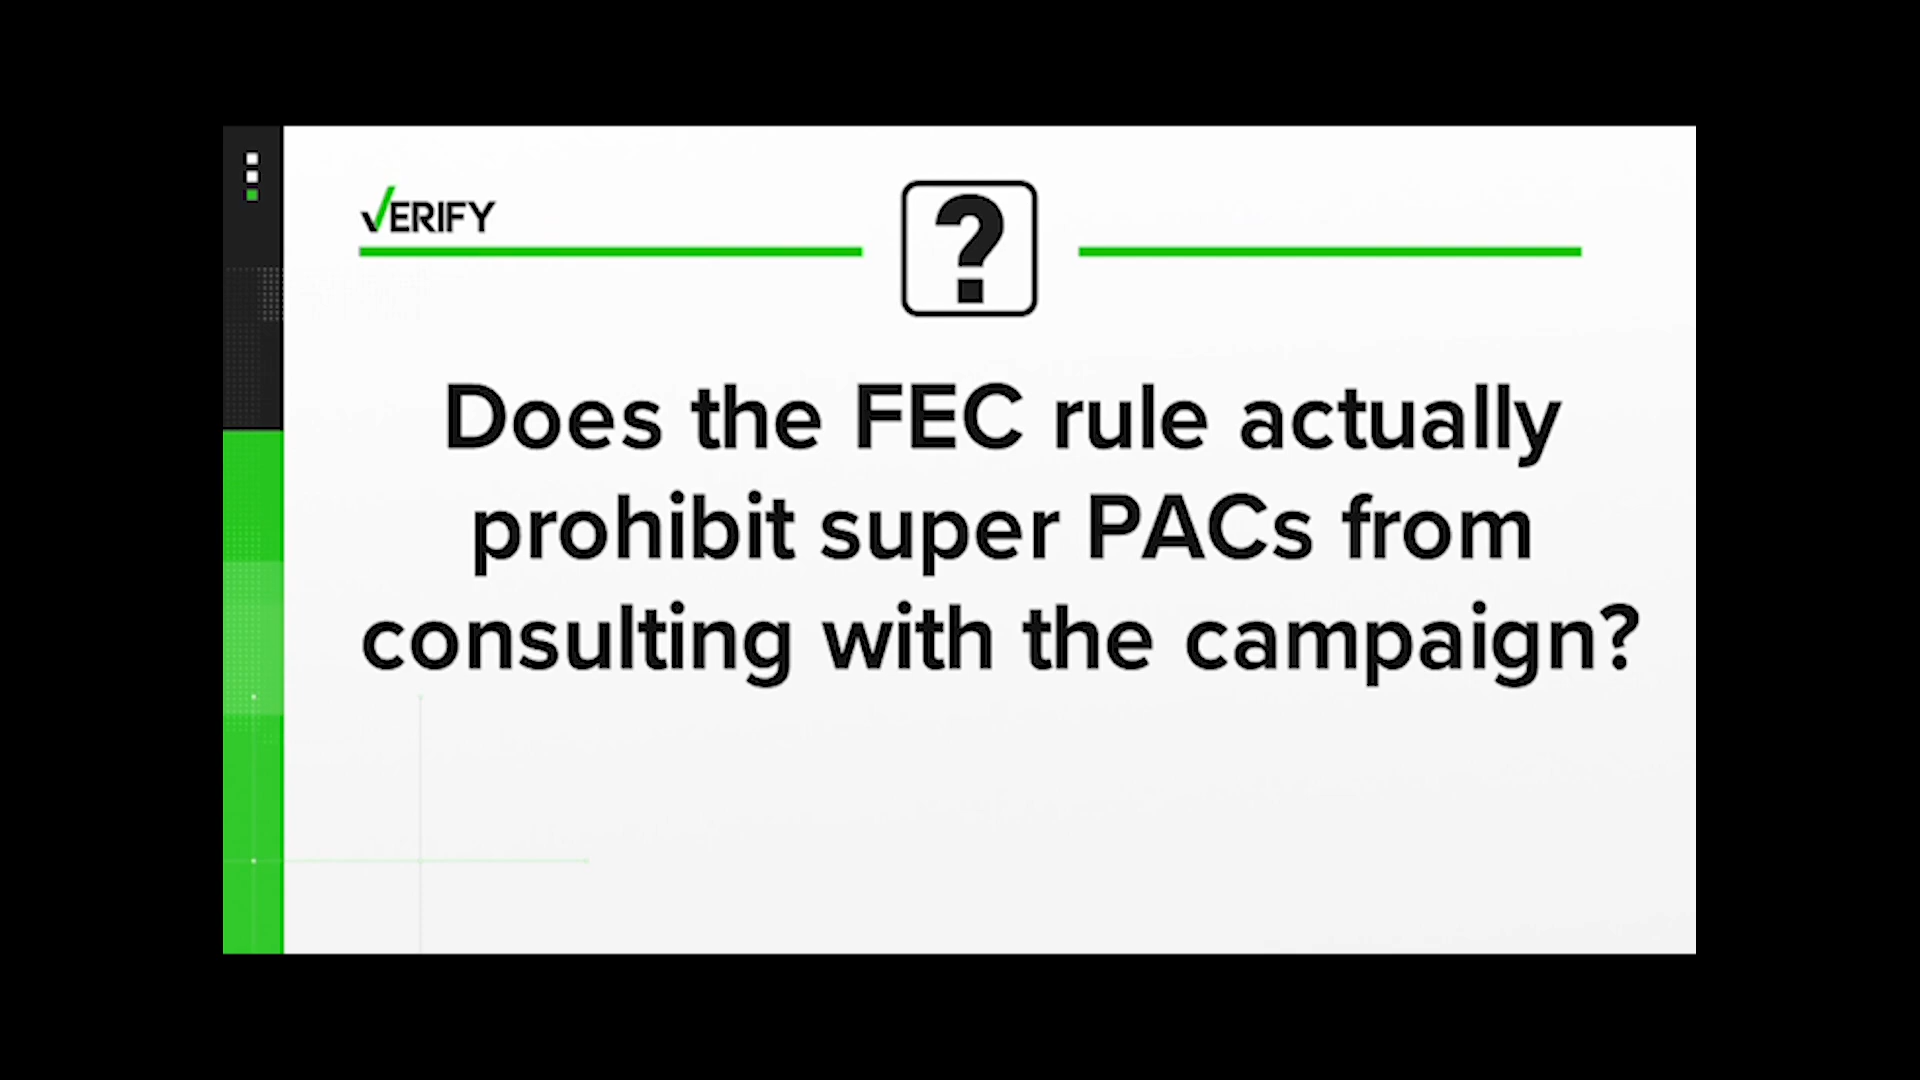 VERIFY
?
Does the FEC rule actually
prohibit super PACs from
consulting with the campaign?